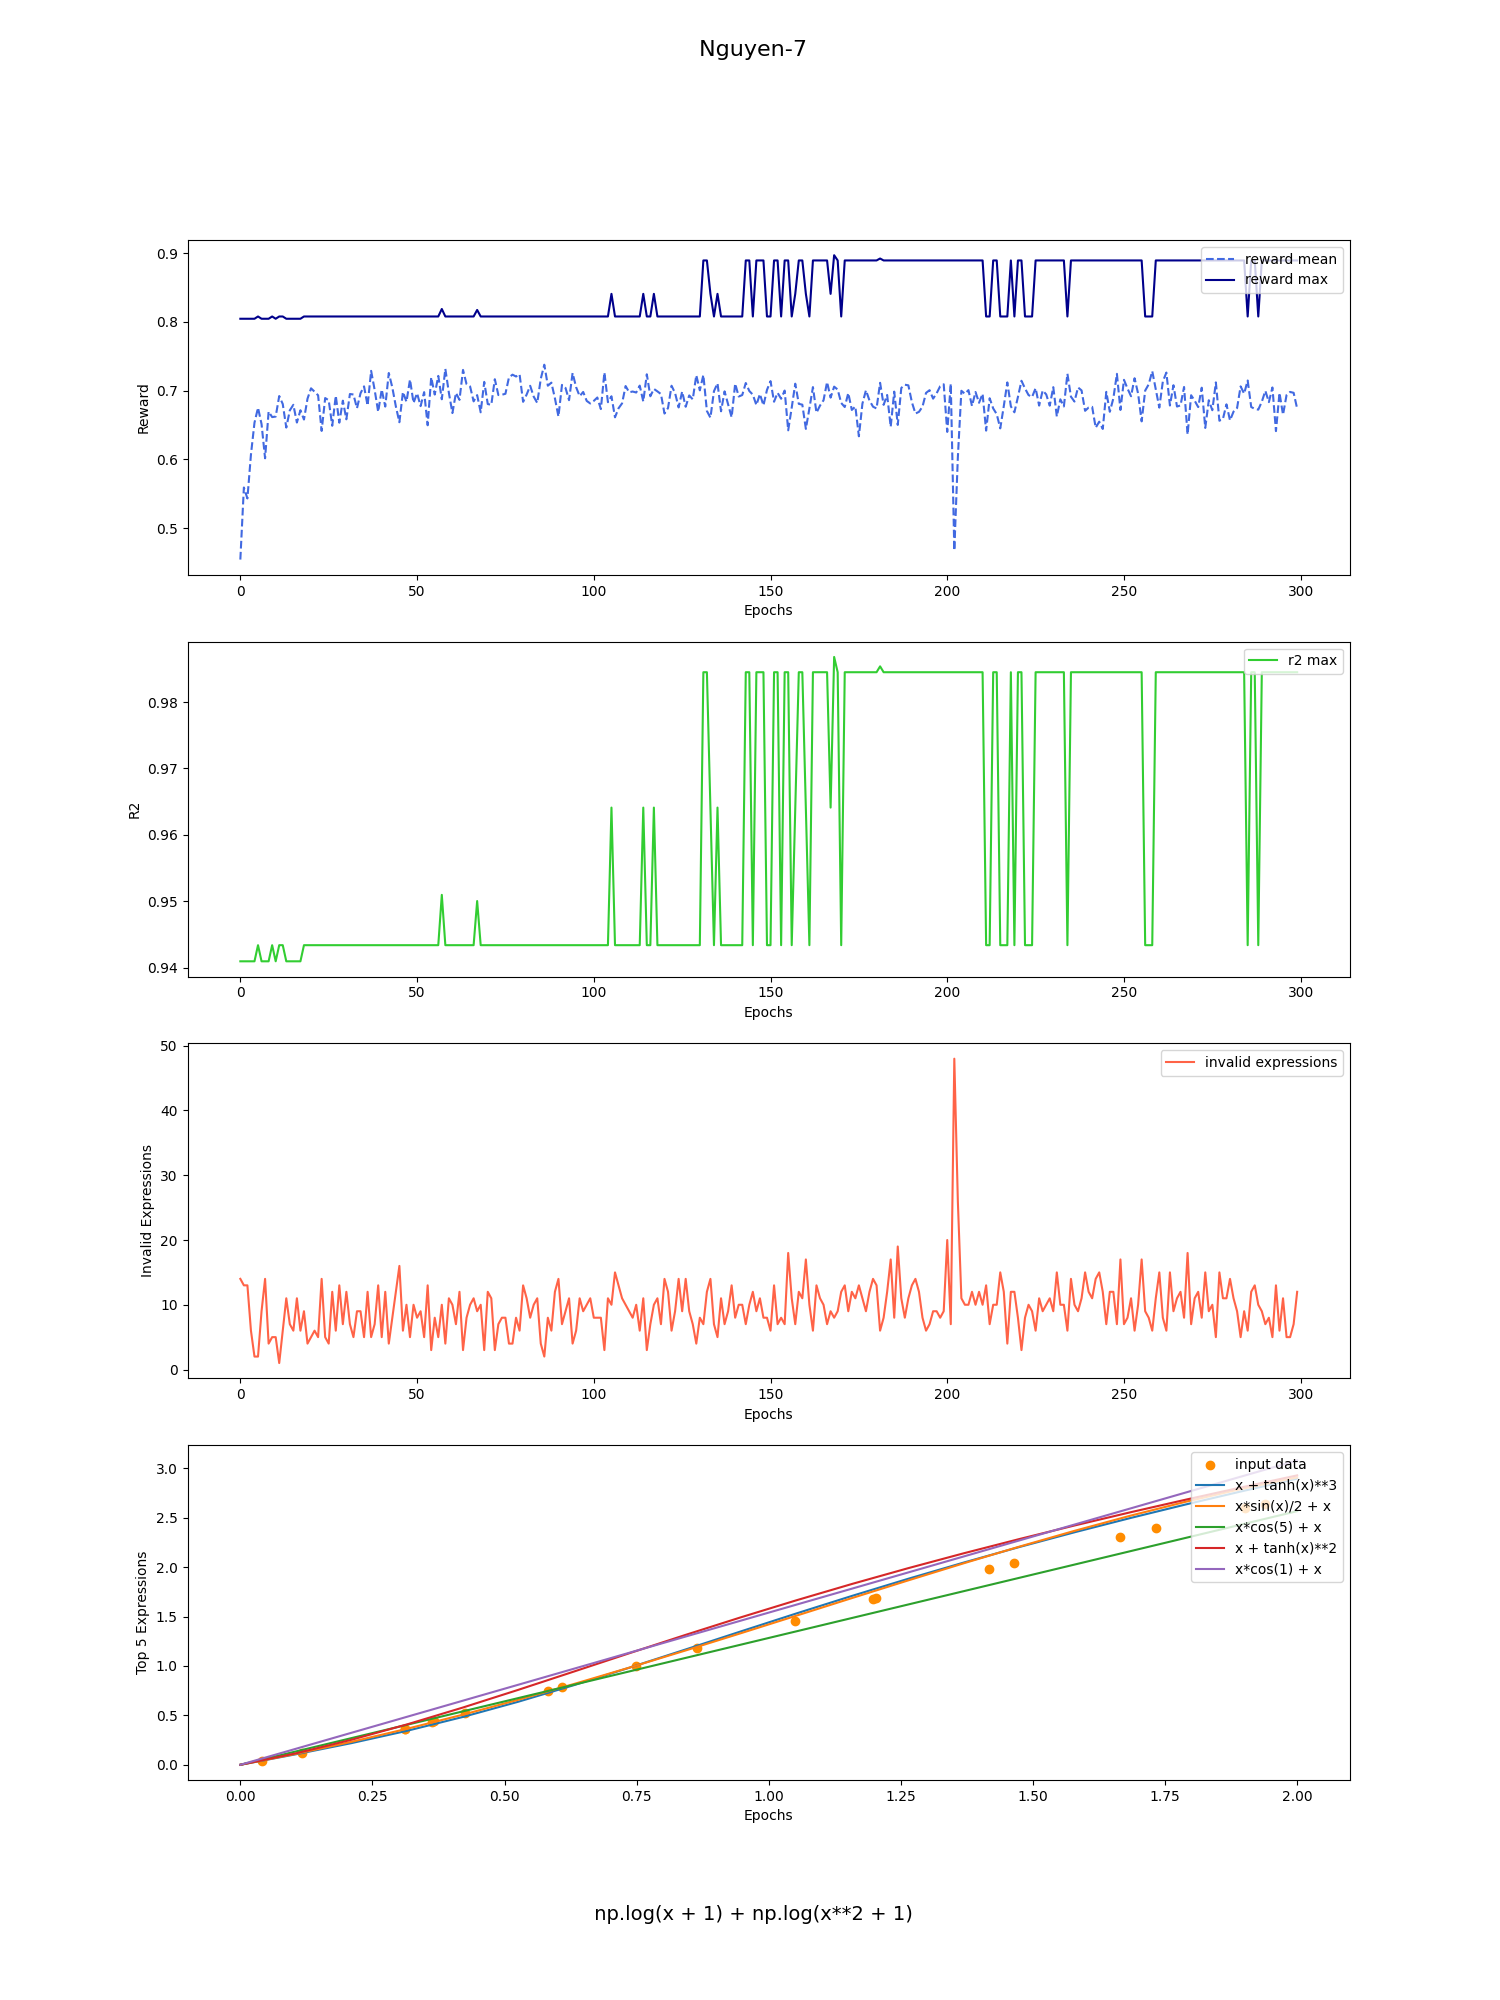 Nguyen-7
0.9
0.8
0.7
0.6
0.5
Reward
reward mean
reward max
0 50 100 150 200 250 300
Epochs
0.98
0.97
0.96
0.95
0.94
R2
r2 max
0 50 100 150 200 250 300
Epochs
50
40
30
20
10
0
Invalid Expressions
invalid expressions
0 50 100 150 200 250 300
Epochs
3.0
2.5
2.0
1.5
1.0
0.5
0.0
Top 5 Expressions
input data
x + tanh(x)**3
x*sin(x)/2 + x
x*cos(5) + x
x + tanh(x)**2
x*cos(1) + x
0.00 0.25 0.50 0.75 1.00 1.25 1.50 1.75 2.00
Epochs
np.log(x + 1) + np.log(x**2 + 1)